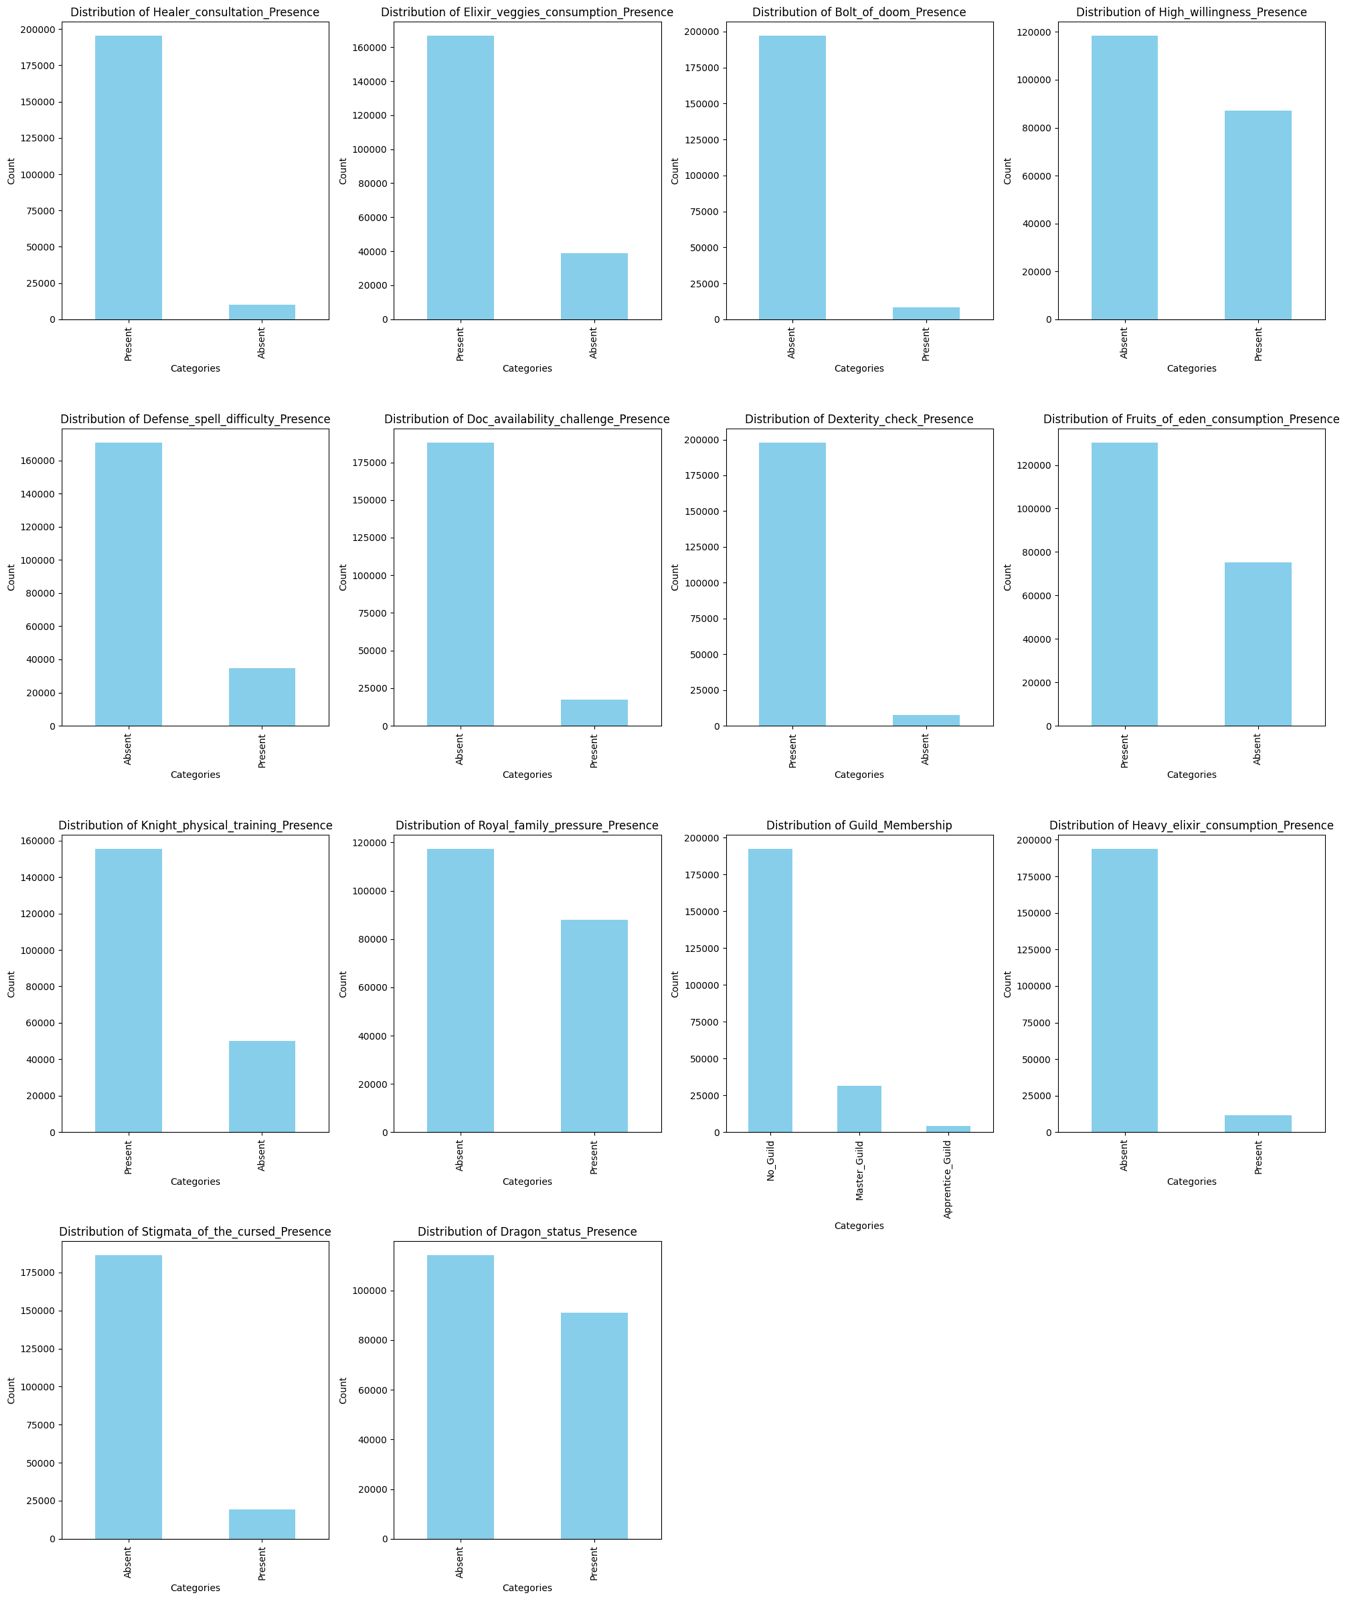 Distribution of Healer_consultation_Presence
200000
175000
150000
125000
100000
75000
50000
25000
0
Count
Present
Absent
Categories
Distribution of Elixir_veggies_consumption_Presence
160000
140000
120000
100000
80000
60000
40000
20000
0
Count
Present
Absent
Categories
Distribution of Bolt_of_doom_Presence
200000
175000
150000
125000
100000
75000
50000
25000
0
Count
Absent
Present
Categories
Distribution of High_willingness_Presence
120000
100000
80000
60000
40000
20000
0
Count
Absent
Present
Categories
Distribution of Defense_spell_difficulty_Presence
160000
140000
120000
100000
80000
60000
40000
20000
0
Count
Absent
Present
Categories
Distribution of Doc_availability_challenge_Presence
175000
150000
125000
100000
75000
50000
25000
0
Count
Absent
Present
Categories
Distribution of Dexterity_check_Presence
200000
175000
150000
125000
100000
75000
50000
25000
0
Count
Present
Absent
Categories
Distribution of Fruits_of_eden_consumption_Presence
120000
100000
80000
60000
40000
20000
0
Count
Present
Absent
Categories
Distribution of Knight_physical_training_Presence
160000
140000
120000
100000
80000
60000
40000
20000
0
Count
Present
Absent
Categories
Distribution of Royal_family_pressure_Presence
120000
100000
80000
60000
40000
20000
0
Count
Absent
Present
Categories
Distribution of Guild_Membership
200000
175000
150000
125000
100000
75000
50000
25000
0
Count
No_Guild
Master_Guild
Apprentice_Guild
Categories
Distribution of Heavy_elixir_consumption_Presence
200000
175000
150000
125000
100000
75000
50000
25000
0
Count
Absent
Present
Categories
Distribution of Stigmata_of_the_cursed_Presence
175000
150000
125000
100000
75000
50000
25000
0
Count
Absent
Present
Categories
Distribution of Dragon_status_Presence
100000
80000
60000
40000
20000
0
Count
Absent
Present
Categories